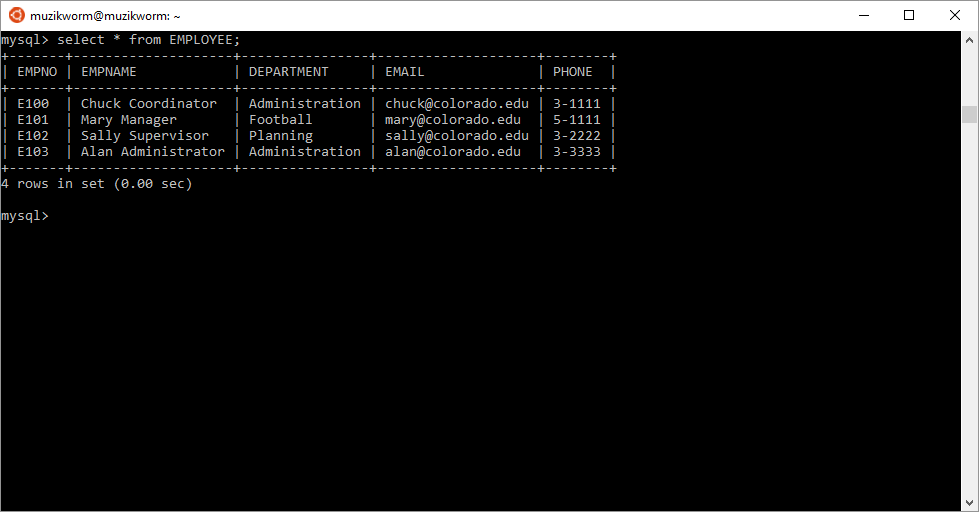 muzikworm@muzikworm: ~
mysql> select * from EMPLOYEE;
+-------+--------------------+----------------+--------------------+--------+
| EMPNO | EMPNAME            | DEPARTMENT     | EMAIL              | PHONE  |
+-------+--------------------+----------------+--------------------+--------+
| E100  | Chuck Coordinator  | Administration | chuck@colorado.edu | 3-1111 |
| E101  | Mary Manager       | Football       | mary@colorado.edu  | 5-1111 |
| E102  | Sally Supervisor   | Planning       | sally@colorado.edu | 3-2222 |
| E103  | Alan Administrator | Administration | alan@colorado.edu  | 3-3333 |
+-------+--------------------+----------------+--------------------+--------+
4 rows in set (0.00 sec)
mysql>